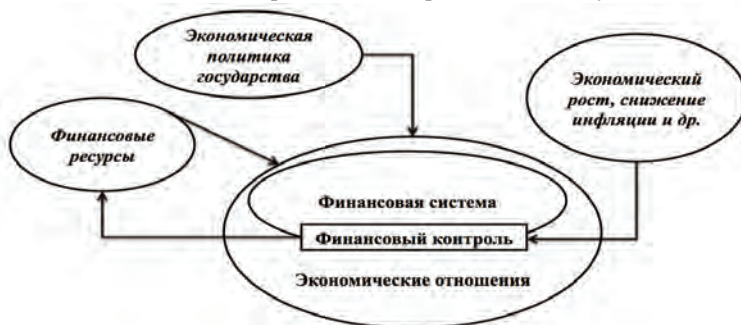 Экономическая
политика
государства
Экономический
рост, снижение
инфляции и др.
Финансовые
ресурсы
Финансовая система
Финансовый контроль
Экономические отношения